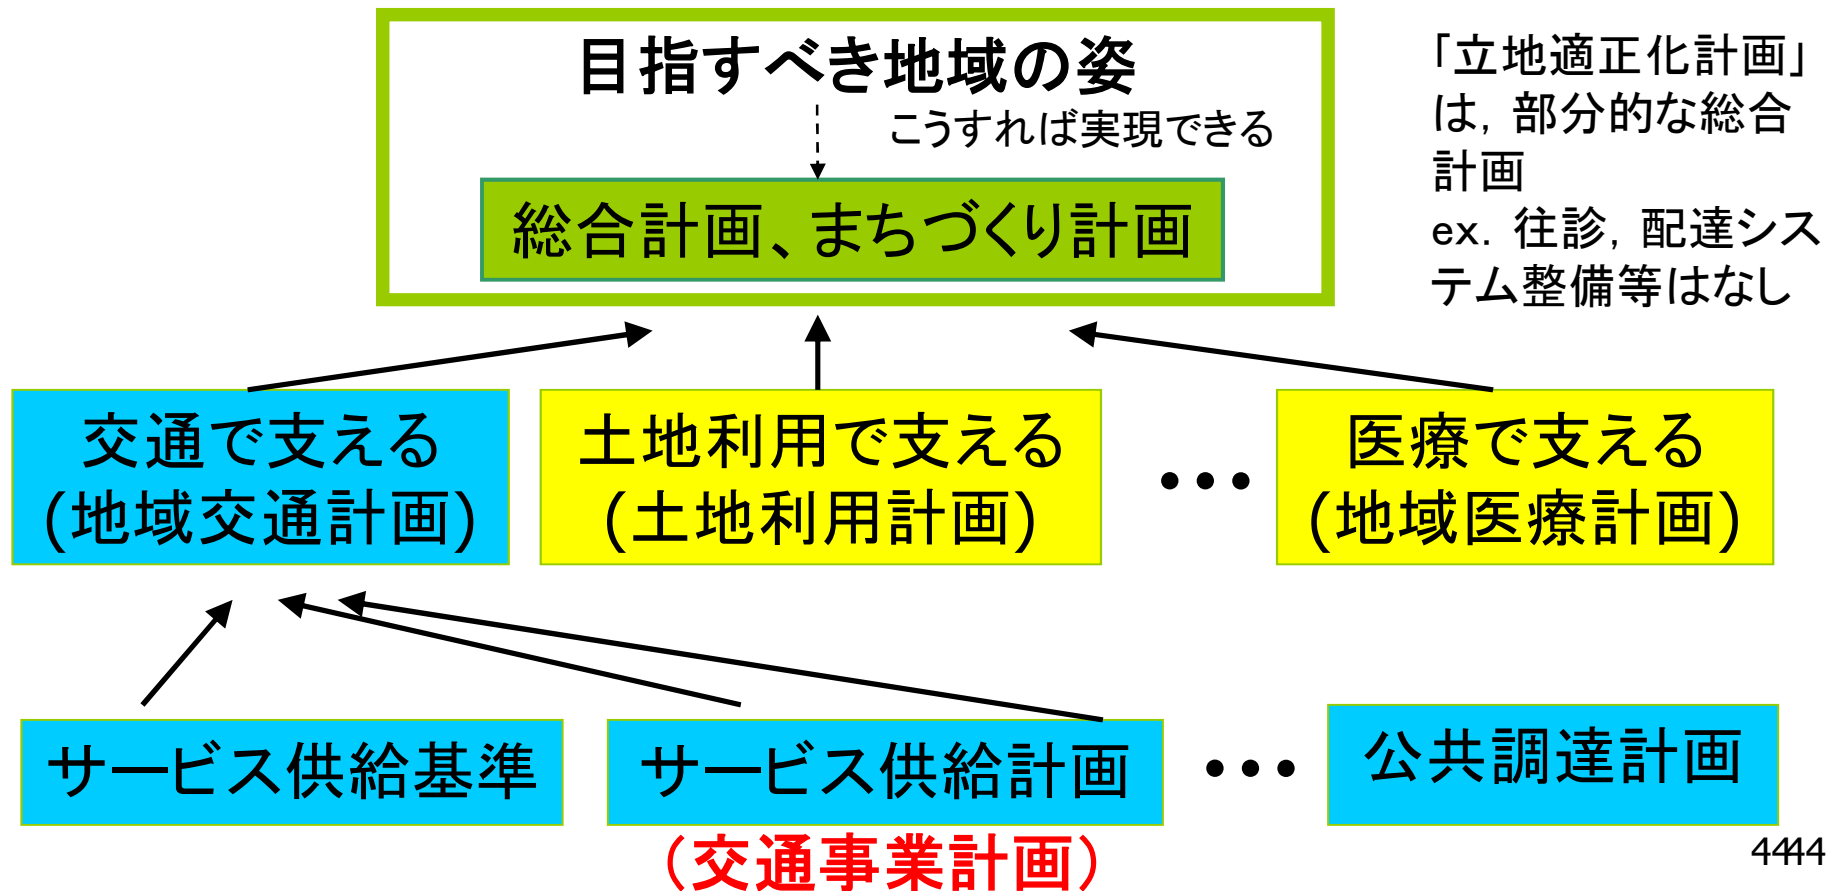 目指すべき地域の姿
こうすれば実現できる
総合計画、まちづくり計画
「立地適正化計画」
は，部分的な総合
計画
ex．往診，配達シス
テム整備等はなし
交通で支える
(地域交通計画)
土地利用で支える
(土地利用計画)
•••
医療で支える
(地域医療計画)
サービス供給基準
サービス供給計画
•••
公共調達計画
（交通事業計画）
4444